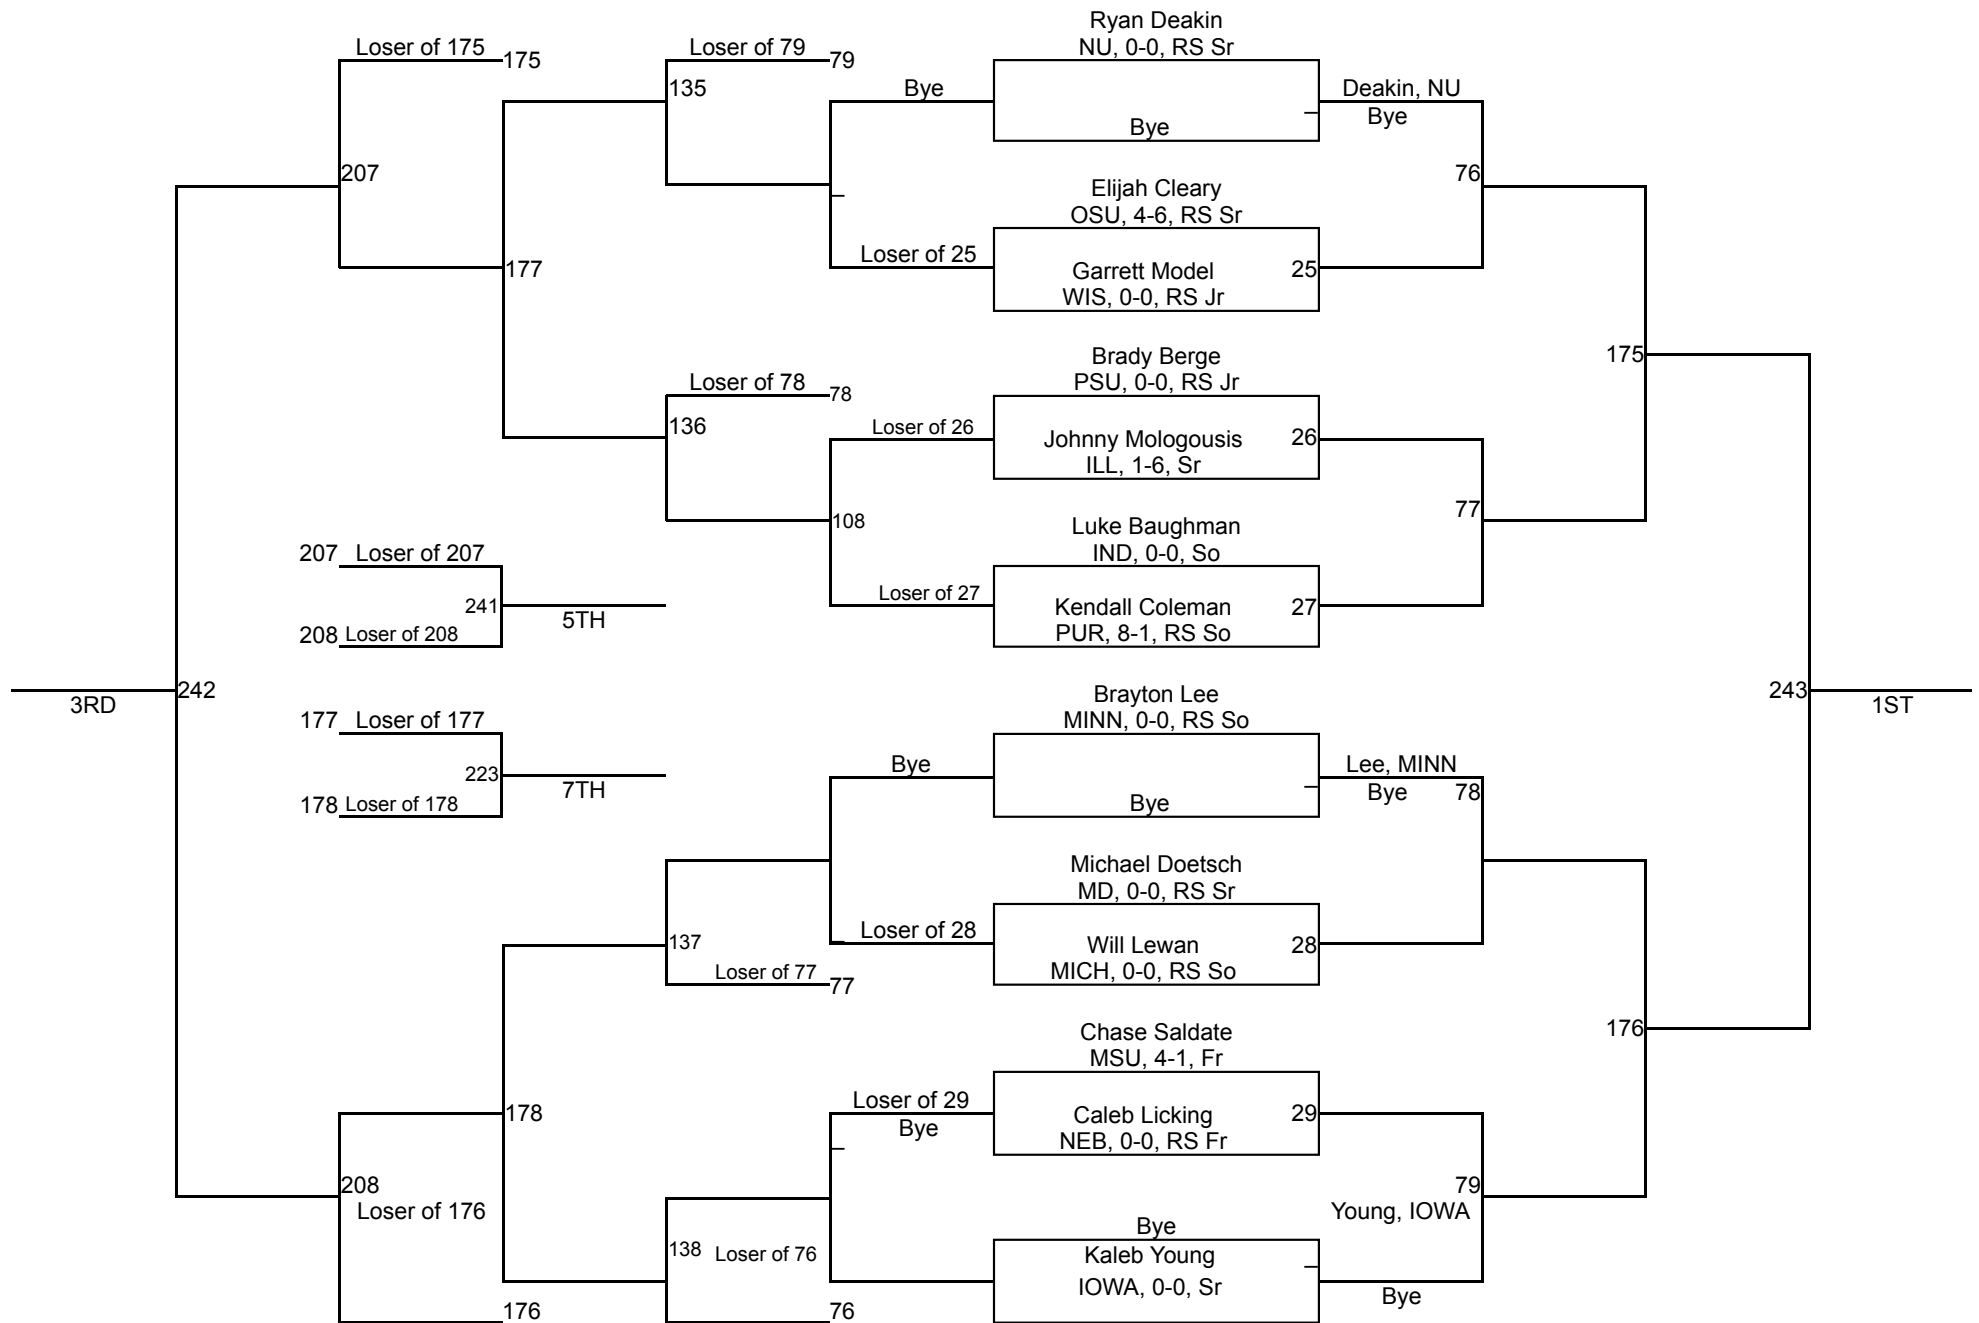 Ryan Deakin
Loser of 175
175
Loser of 79
79
NU, 0-0, RS Sr
135
Bye
Deakin, NU
Bye
Bye
207
76
Elijah Cleary
OSU, 4-6, RS Sr
177
Loser of 25
Garrett Model
25
WIS, 0-0, RS Jr
175
Brady Berge
Loser of 78
78
PSU, 0-0, RS Jr
136
Loser of 26
Johnny Mologousis
26
ILL, 1-6, Sr
77
108
Luke Baughman
207
Loser of 207
IND, 0-0, So
241
5TH
Loser of 27
Kendall Coleman
27
208
Loser of 208
PUR, 8-1, RS So
3RD
242
Brayton Lee
243
1ST
177
Loser of 177
MINN, 0-0, RS So
223
7TH
Bye
Lee, MINN
178
Loser of 178
Bye
Bye
78
Michael Doetsch
MD, 0-0, RS Sr
137
Loser of 28
Will Lewan
28
Loser of 77
77
MICH, 0-0, RS So
176
Chase Saldate
MSU, 4-1, Fr
178
Loser of 29
Bye
Caleb Licking
29
NEB, 0-0, RS Fr
208
79
Loser of 176
Young, IOWA
Bye
138
Loser of 76
Kaleb Young
IOWA, 0-0, Sr
Bye
176
76